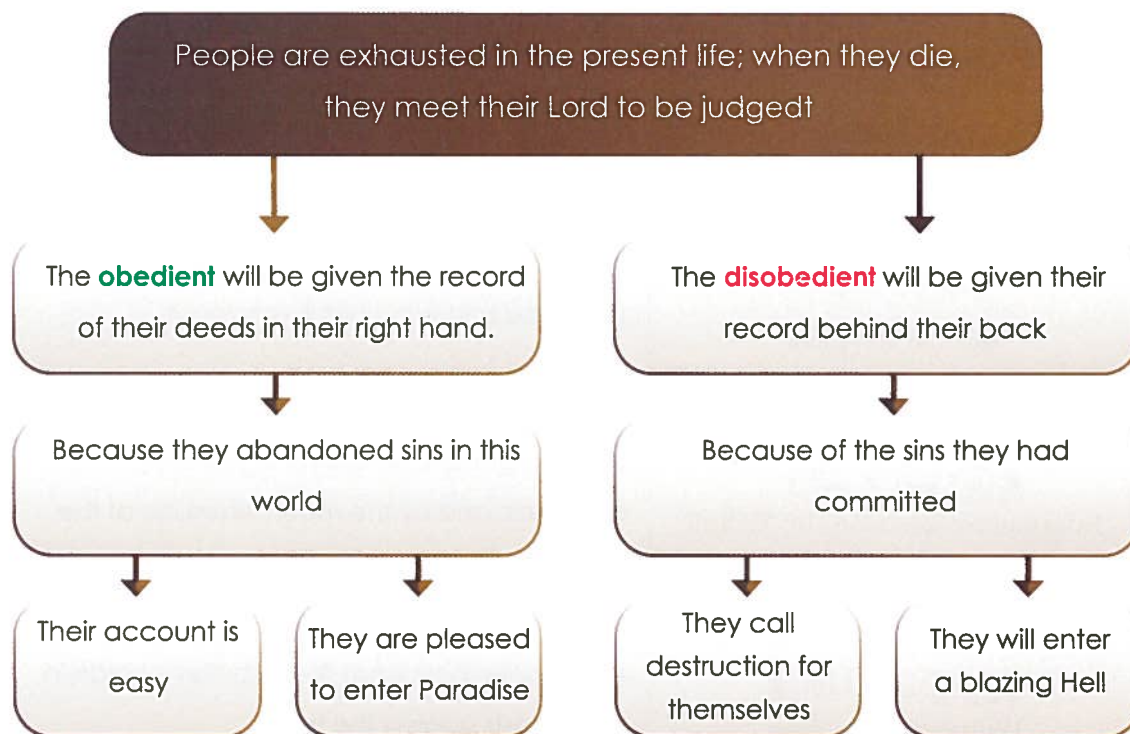 People are exhausted in the present life; when they die,
they meet their Lord to be judgedt
The obedient will be given the record
of their deeds in their right hand.
The disobedient will be given their
record behind their back
Because they abandoned sins in this
world
Because of the sins they had
committed
Their account is
easy
They are pleased
to enter Paradise
They call
destruction for
themselves
They will enter
a blazing Hell